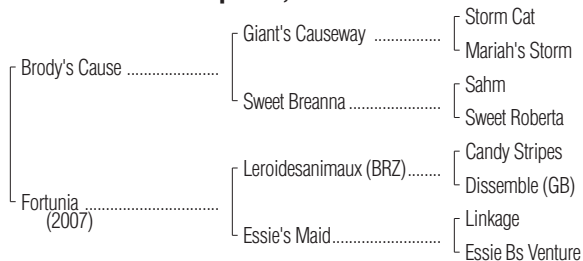 Storm Cat
Giant's Causeway ................
Mariah's Storm
Brody's Cause ......................
Sahm
Sweet Breanna ......................
Sweet Roberta
Candy Stripes
Leroidesanimaux (BRZ)........
Dissemble (GB)
Fortunia ................................
(2007)
Linkage
Essie's Maid..........................
Essie Bs Venture